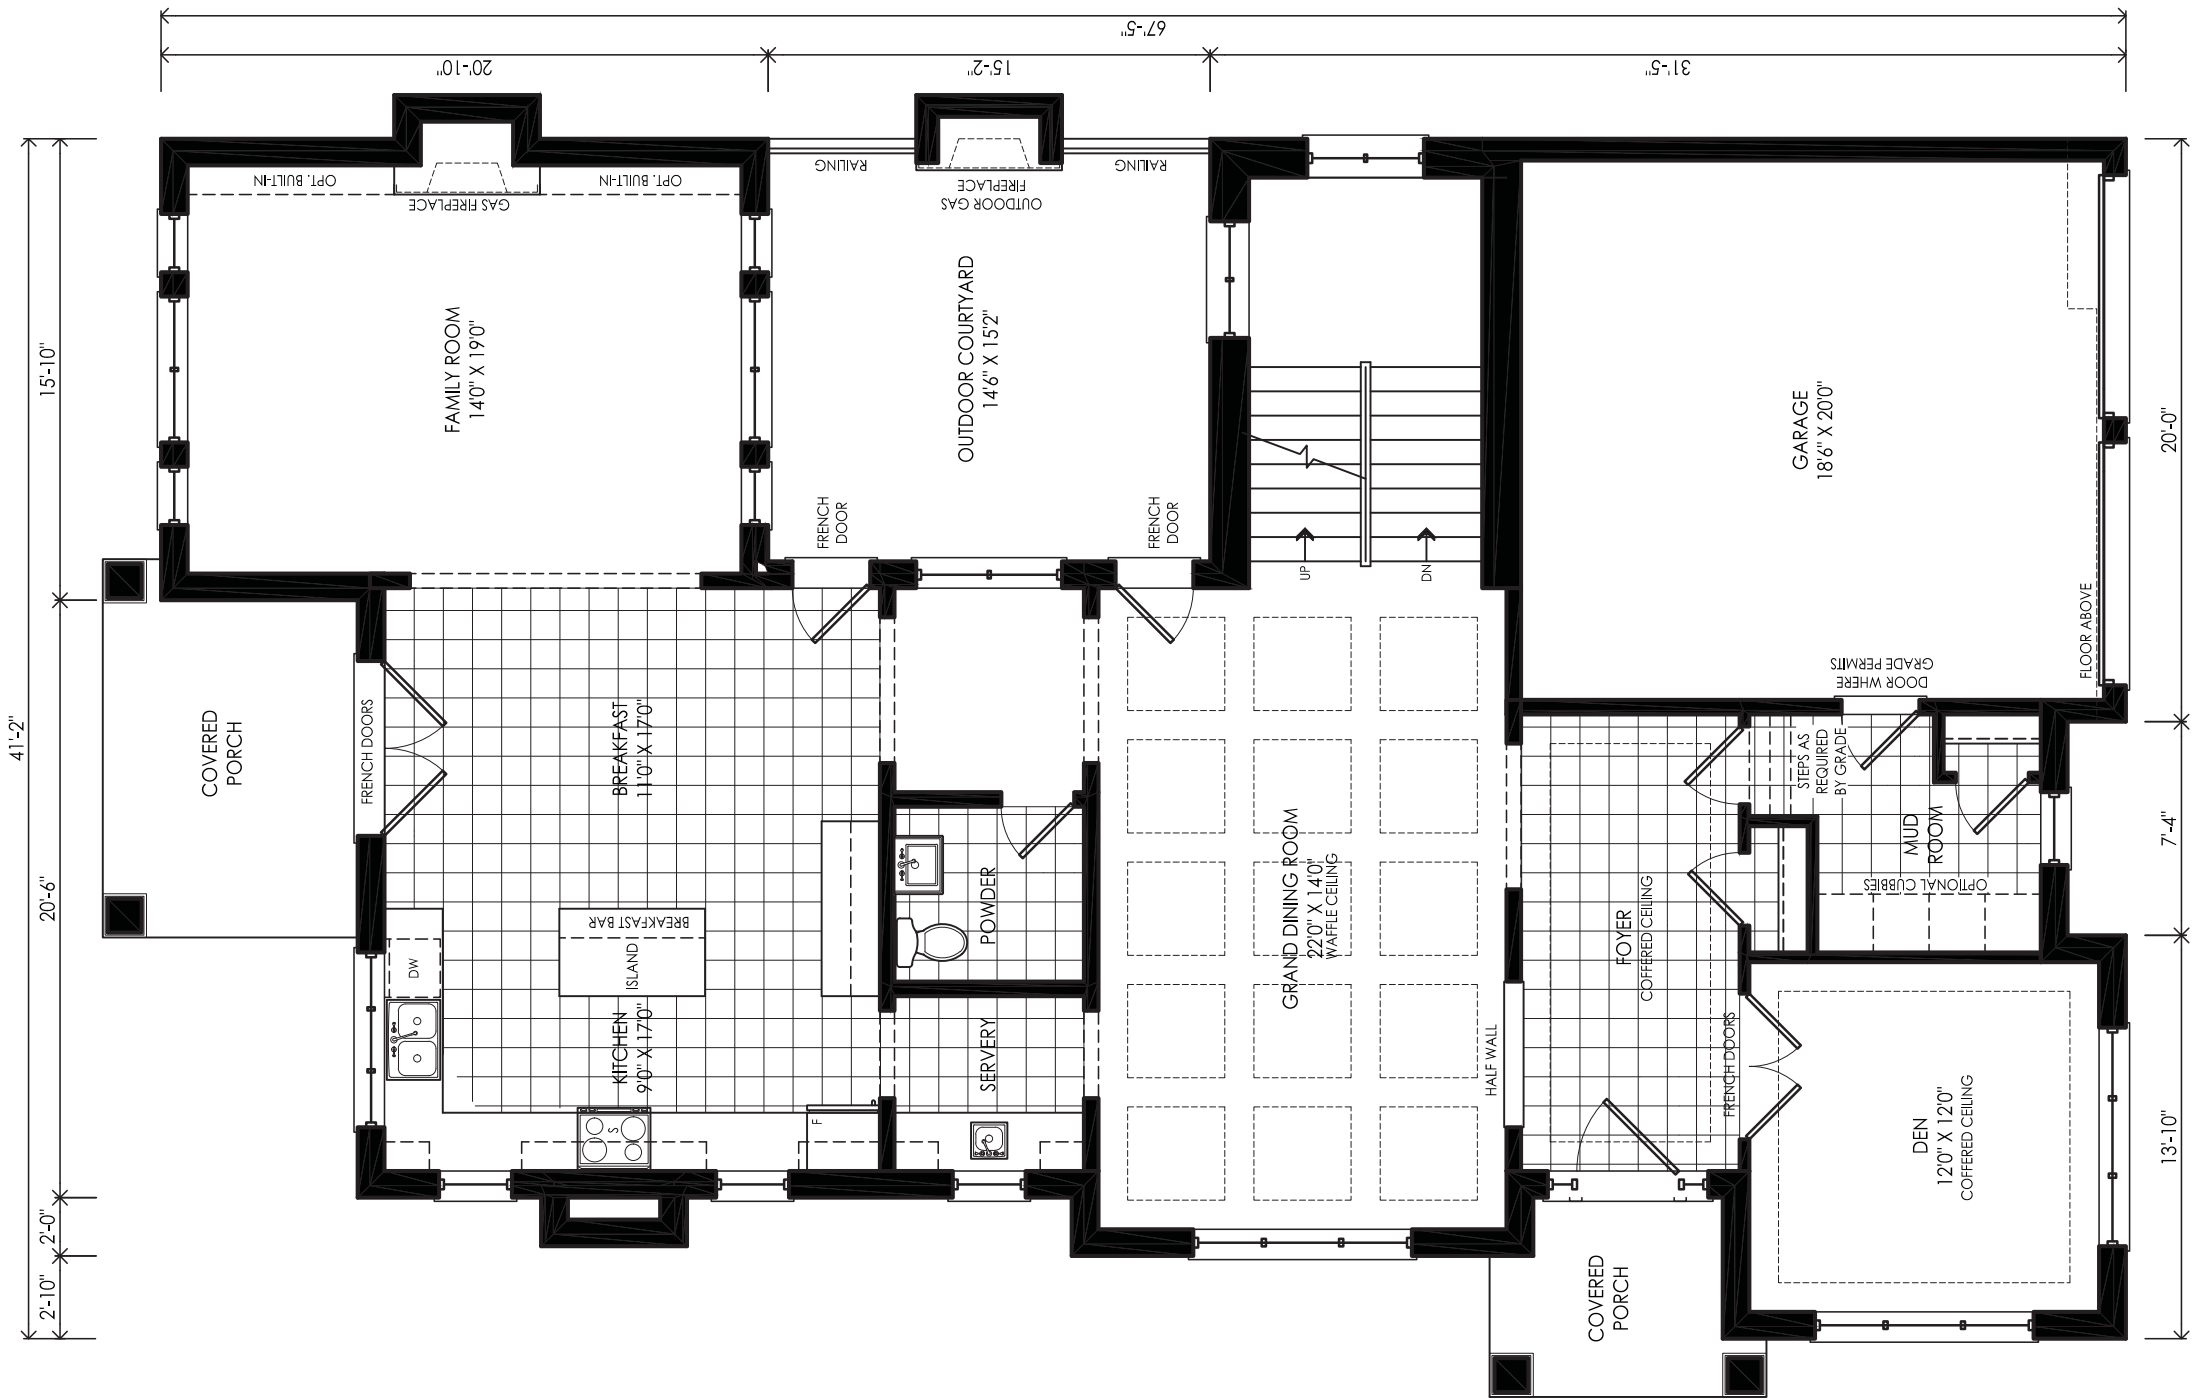 67'-5"
20'-10"
15'-2"
31'-5"
41'-2"
15'-10"
20'-6"
2'-0"
2'-10"
20'-0"
7'-4"
13'-10"
OPT. BUILT-IN
GAS FIREPLACE
OPT. BUILT-IN
FAMILY ROOM
14'0" X 19'0"
RAILING
OUTDOOR GAS
FIREPLACE
RAILING
OUTDOOR COURTYARD
14'6" X 15'2"
FRENCH
DOOR
FRENCH
DOOR
UP
DN
GARAGE
18'6" X 20'0"
FLOOR ABOVE
DOOR WHERE
GRADE PERMITS
COVERED
PORCH
FRENCH DOORS
BREAKFAST
11'0" X 17'0"
BREAKFAST BAR
ISLAND
DW
KITCHEN
9'0" X 17'0"
S
F
POWDER
SERVERY
GRAND DINING ROOM
22'0" X 14'0"
WAFFLE CEILING
HALF WALL
FOYER
COFFERED CEILING
STEPS AS
REQUIRED
BY GRADE
MUD
ROOM
OPTIONAL CUBBIES
FRENCH DOORS
DEN
12'0" X 12'0"
COFFERED CEILING
COVERED
PORCH